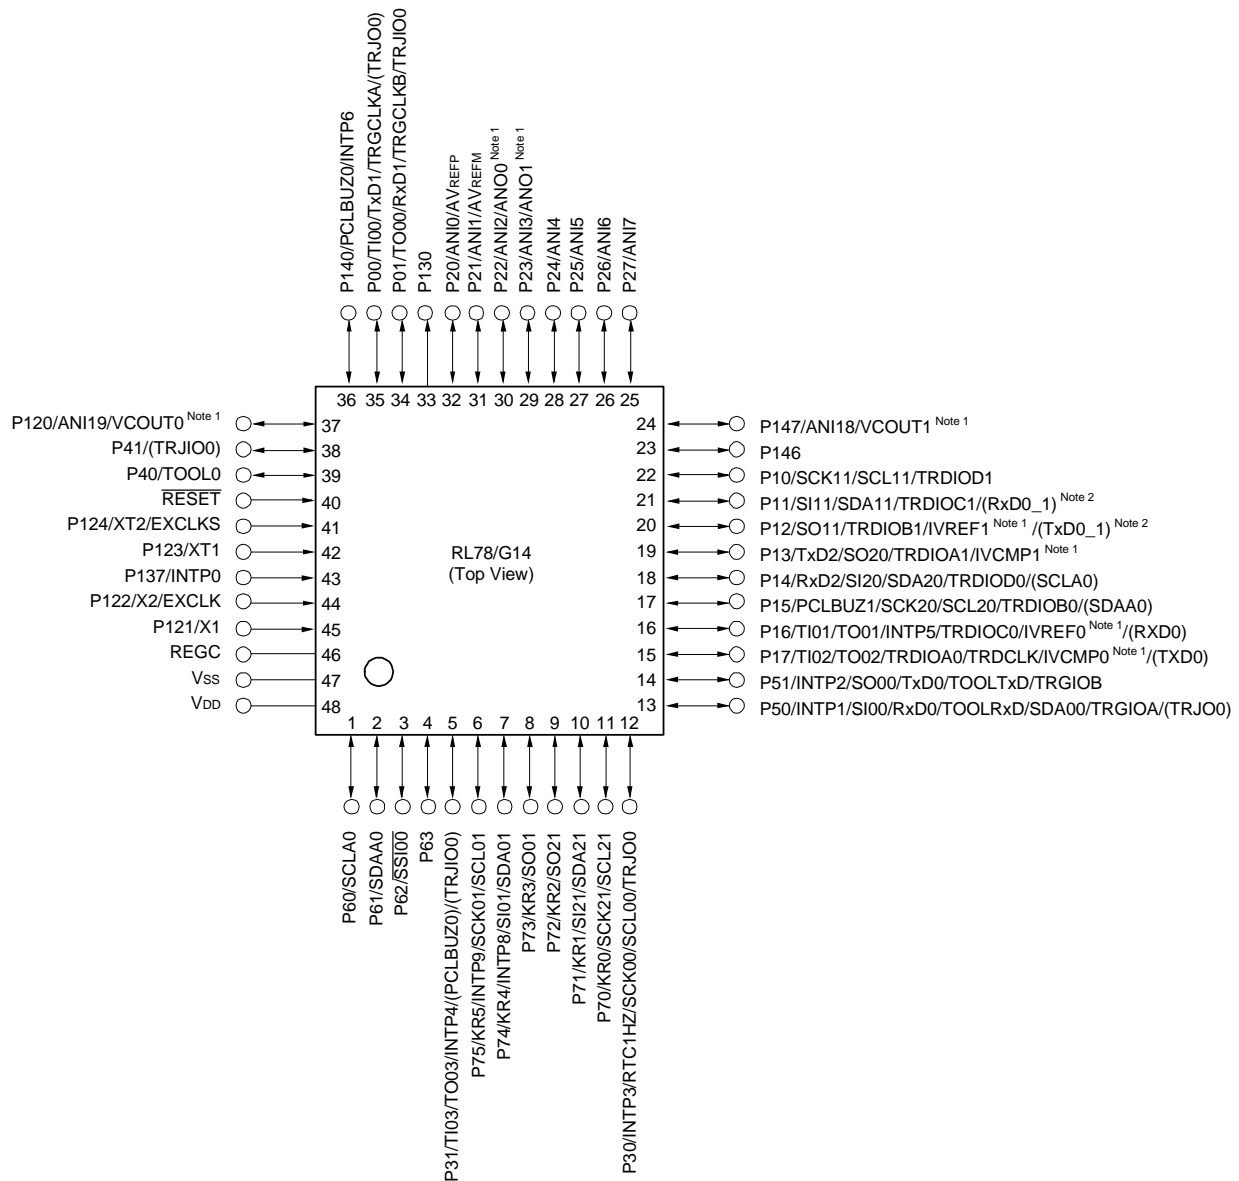 P140/PCLBUZ0/INTP6
P00/TI00/TxD1/TRGCLKA/(TRJO0)
P01/TO00/RxD1/TRGCLKB/TRJIO0
P130
P20/ANI0/AVREFP
P21/ANI1/AVREFM
P22/ANI2/ANO0 Note 1
P23/ANI3/ANO1 Note 1
P24/ANI4
P25/ANI5
P26/ANI6
P27/ANI7
36 35 34 33 32 31 30 29 28 27 26 25
P120/ANI19/VCOUT0 Note 1 37
P41/(TRJIO0) 38
P40/TOOL0 39
RESET 40
P124/XT2/EXCLKS 41
P123/XT1 42
P137/INTP0 43
P122/X2/EXCLK 44
P121/X1 45
REGC 46
Vss 47
VDD 48
RL78/G14
(Top View)
24 P147/ANI18/VCOUT1 Note 1
23 P146
22 P10/SCK11/SCL11/TRDIOD1
21 P11/SI11/SDA11/TRDIOC1/(RxD0_1) Note 2
20 P12/SO11/TRDIOB1/IVREF1 Note 1 /(TxD0_1) Note 2
19 P13/TxD2/SO20/TRDIOA1/IVCMP1 Note 1
18 P14/RxD2/SI20/SDA20/TRDIOD0/(SCLA0)
17 P15/PCLBUZ1/SCK20/SCL20/TRDIOB0/(SDAA0)
16 P16/TI01/TO01/INTP5/TRDIOC0/IVREF0 Note 1/(RXD0)
15 P17/TI02/TO02/TRDIOA0/TRDCLK/IVCMP0 Note 1/(TXD0)
14 P51/INTP2/SO00/TxD0/TOOLTxD/TRGIOB
13 P50/INTP1/SI00/RxD0/TOOLRxD/SDA00/TRGIOA/(TRJO0)
1 2 3 4 5 6 7 8 9 10 11 12
P60/SCLA0
P61/SDAA0
P62/SSI00
P63
P31/TI03/TO03/INTP4/(PCLBUZ0)/(TRJIO0)
P75/KR5/INTP9/SCK01/SCL01
P74/KR4/INTP8/SI01/SDA01
P73/KR3/SO01
P72/KR2/SO21
P71/KR1/SI21/SDA21
P70/KR0/SCK21/SCL21
P30/INTP3/RTC1HZ/SCK00/SCL00/TRJO0